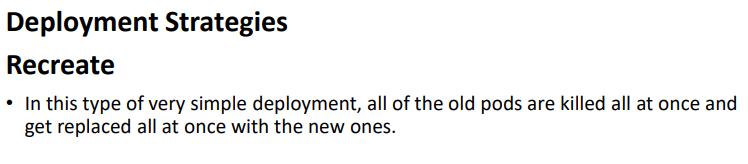 Deployment Strategies
Recreate
• In this type of very simple deployment, all of the old pods are killed all at once and
get replaced all at once with the new ones.